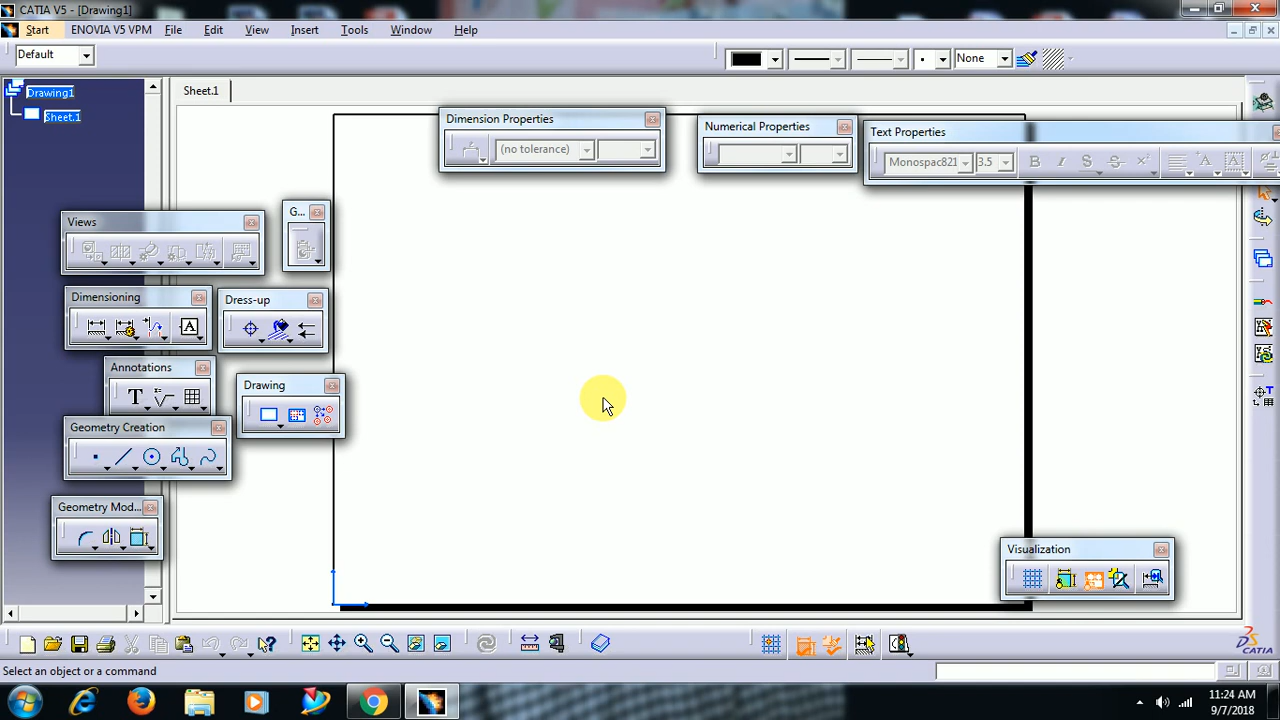 CATIA V5 - [Drawing1]
Start ENOVIA V5 VPM File Edit View Insert Tools Window Help
Default
None
Drawing1
Sheet.1
Sheet.1
Dimension Properties
(no tolerance)
Numerical Properties
Text Properties
Monospac821 3.5 B I S S
Views
G...
Dimensioning
Dress-up
A
Annotations
T
Drawing
Geometry Creation
Geometry Mod...
Visualization
CATIA
Select an object or a command
11:24 AM
9/7/2018